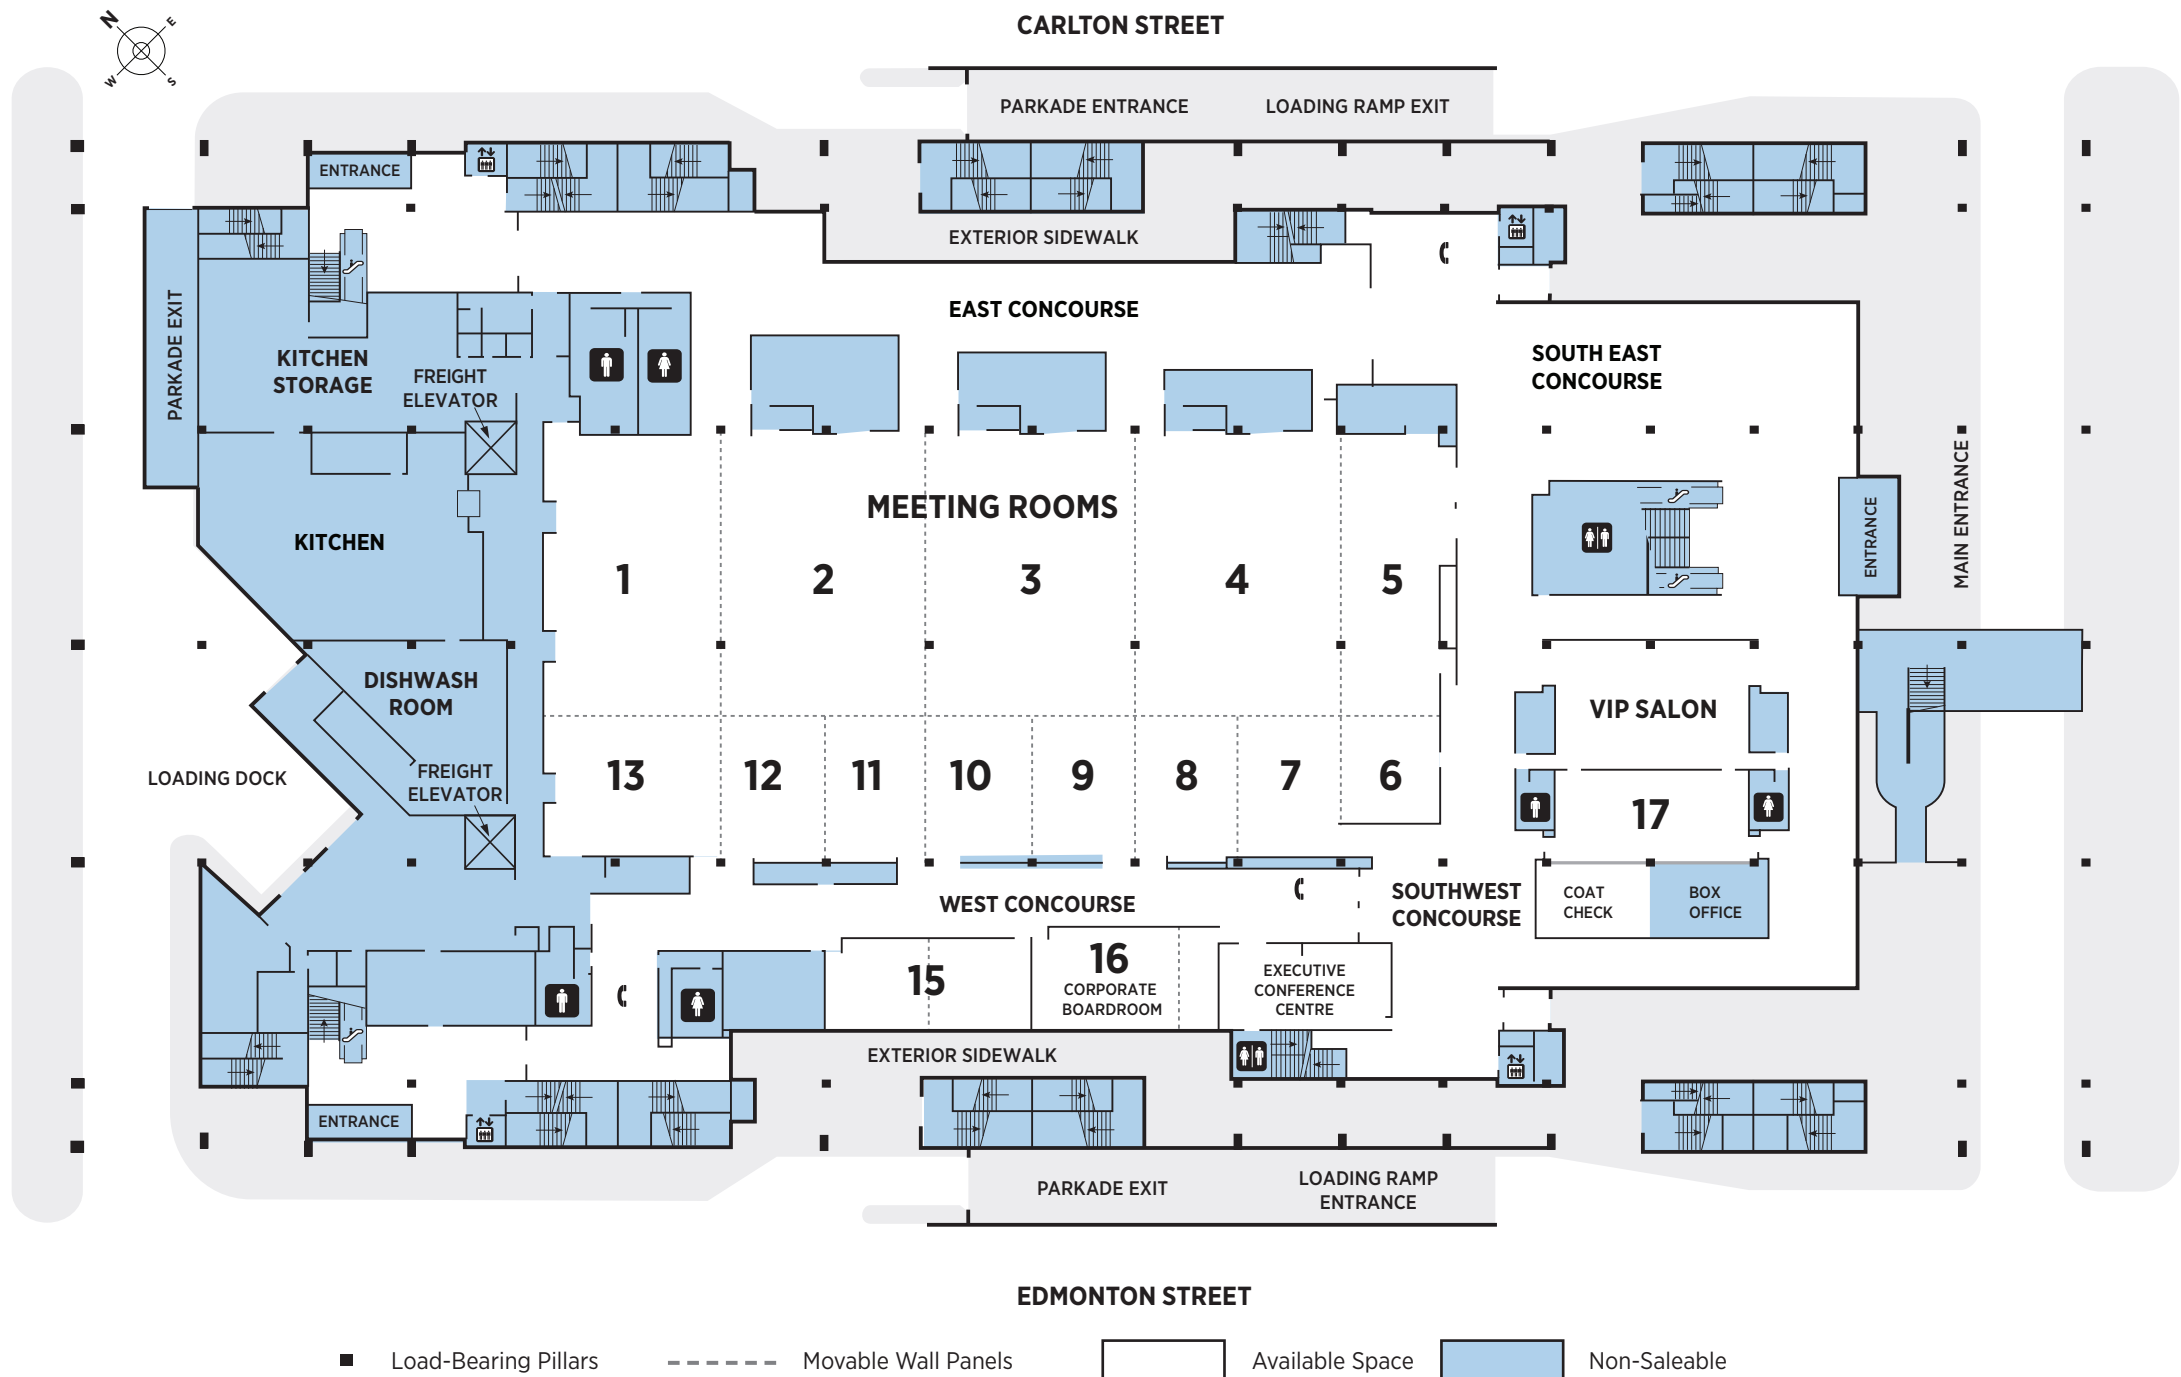 CARLTON STREET
N
E
W
S
PARKADE ENTRANCE
LOADING RAMP EXIT
ENTRANCE
EXTERIOR SIDEWALK
EAST CONCOURSE
PARKADE EXIT
KITCHEN
STORAGE
FREIGHT
ELEVATOR
SOUTH EAST
CONCOURSE
MEETING ROOMS
KITCHEN
1
2
3
4
5
ENTRANCE
MAIN ENTRANCE
DISHWASH
ROOM
VIP SALON
LOADING DOCK
FREIGHT
ELEVATOR
13
12
11
10
9
8
7
6
17
WEST CONCOURSE
SOUTHWEST
CONCOURSE
COAT
CHECK
BOX
OFFICE
15
16
CORPORATE
BOARDROOM
EXECUTIVE
CONFERENCE
CENTRE
EXTERIOR SIDEWALK
ENTRANCE
PARKADE EXIT
LOADING RAMP
ENTRANCE
EDMONTON STREET
Load-Bearing Pillars
Movable Wall Panels
Available Space
Non-Saleable